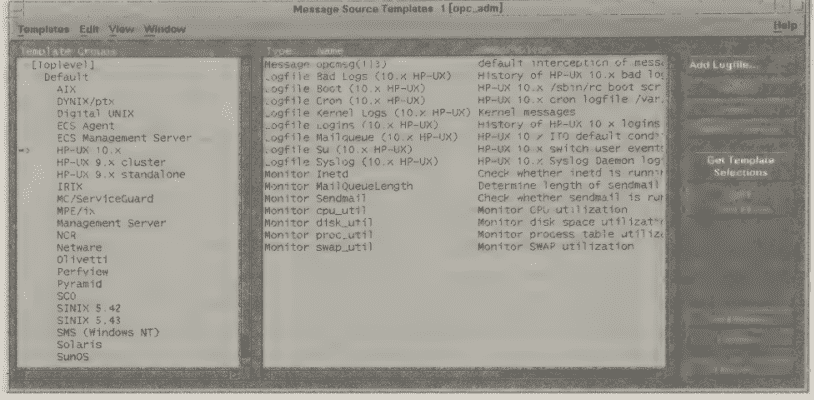 Message Source Templates 1 [opc_adm]
Templates Edit View Window Help
Template Groups
[Toplevel]
Default
AIX
DYNIX/ptx
Digital UNIX
ECS Agent
ECS Management Server
HP-UX 10.x
HP-UX 9.x cluster
HP-UX 9.x standalone
IRIX
MC/ServiceGuard
MPE/ix
Management Server
NCR
Netware
Olivetti
Perfview
Pyramid
SCO
SINIX 5.42
SINIX 5.43
SMS (Windows NT)
Solaris
SunOS
Type Name
Message opcmsg(1|3) default interception of messa
Logfile Bad Logs (10.x HP-UX) History of HP-UX 10.x bad log
Logfile Boot (10.x HP-UX) HP-UX 10.x /sbin/rc boot scr
Logfile Cron (10.x HP-UX) HP-UX 10.x cron logfile /var.
Logfile Kernel Logs (10.x HP-UX) Kernel messages
Logfile Logins (10.x HP-UX) History of HP-UX 10.x logins
Logfile Mailqueue (10.x HP-UX) HP-UX 10.x ITO default cond
Logfile Su (10.x HP-UX) HP-UX 10.x switch user event
Logfile Syslog (10.x HP-UX) HP-UX 10.x Syslog Daemon log
Monitor Inetd Check whether inetd is runni
Monitor MailQueueLength Determine length of sendmail
Monitor Sendmail Check whether sendmail is run
Monitor cpu_util Monitor CPU utilization
Monitor disk_util Monitor disk space utilizati
Monitor proc_util Monitor process table utiliz
Monitor swap_util Monitor SWAP utilization
Add Logfile...
Get Template
Selections